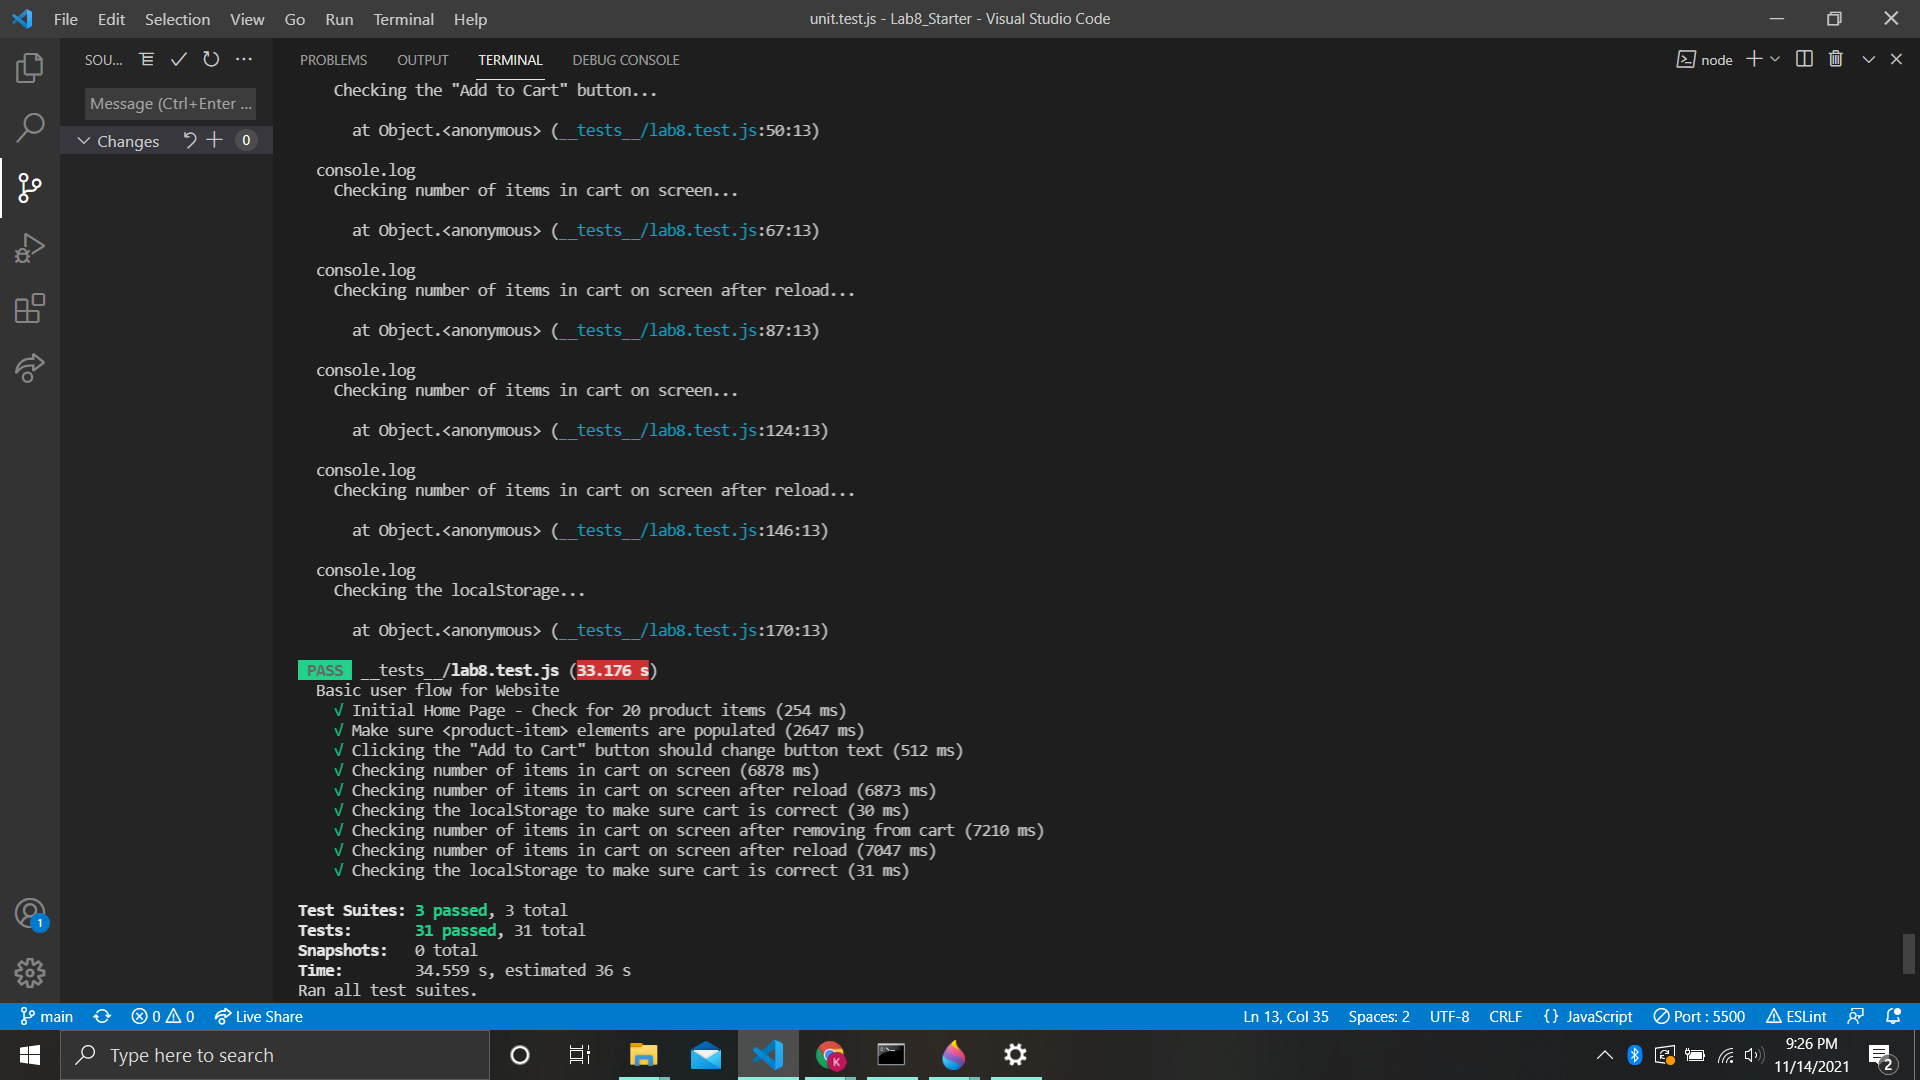 File Edit Selection View Go Run Terminal Help
unit.test.js - Lab8_Starter - Visual Studio Code
SOU...
PROBLEMS OUTPUT TERMINAL DEBUG CONSOLE
node
Message (Ctrl+Enter ...
Changes 0
Checking the "Add to Cart" button...
at Object.<anonymous> (__tests__/lab8.test.js:50:13)
console.log
Checking number of items in cart on screen...
at Object.<anonymous> (__tests__/lab8.test.js:67:13)
console.log
Checking number of items in cart on screen after reload...
at Object.<anonymous> (__tests__/lab8.test.js:87:13)
console.log
Checking number of items in cart on screen...
at Object.<anonymous> (__tests__/lab8.test.js:124:13)
console.log
Checking number of items in cart on screen after reload...
at Object.<anonymous> (__tests__/lab8.test.js:146:13)
console.log
Checking the localStorage...
at Object.<anonymous> (__tests__/lab8.test.js:170:13)
PASS __tests__/lab8.test.js (33.176 s)
Basic user flow for Website
√ Initial Home Page - Check for 20 product items (254 ms)
√ Make sure <product-item> elements are populated (2647 ms)
√ Clicking the "Add to Cart" button should change button text (512 ms)
√ Checking number of items in cart on screen (6878 ms)
√ Checking number of items in cart on screen after reload (6873 ms)
√ Checking the localStorage to make sure cart is correct (30 ms)
√ Checking number of items in cart on screen after removing from cart (7210 ms)
√ Checking number of items in cart on screen after reload (7047 ms)
√ Checking the localStorage to make sure cart is correct (31 ms)
Test Suites: 3 passed, 3 total
Tests: 31 passed, 31 total
Snapshots: 0 total
Time: 34.559 s, estimated 36 s
Ran all test suites.
1
main 0 0 Live Share
Ln 13, Col 35 Spaces: 2 UTF-8 CRLF {} JavaScript Port : 5500 ESLint
Type here to search
K
9:26 PM
11/14/2021
2